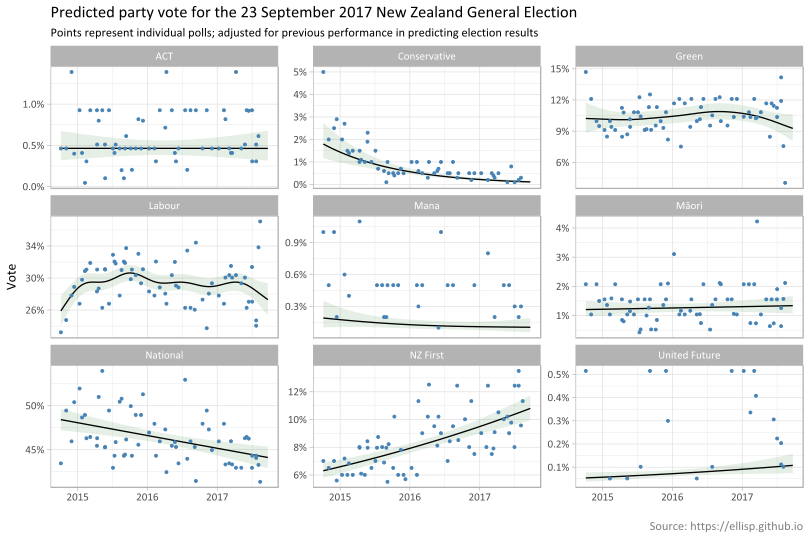 Predicted party vote for the 23 September 2017 New Zealand General Election
Points represent individual polls; adjusted for previous performance in predicting election results
ACT
Conservative
Green
1.0%
0.5%
0.0%
5%
4%
3%
2%
1%
0%
15%
12%
9%
6%
Labour
Mana
Māori
34%
30%
26%
0.9%
0.6%
0.3%
4%
3%
2%
1%
Vote
National
NZ First
United Future
50%
45%
12%
10%
8%
6%
0.5%
0.4%
0.3%
0.2%
0.1%
2015 2016 2017
2015 2016 2017
2015 2016 2017
Source: https://ellisp.github.io